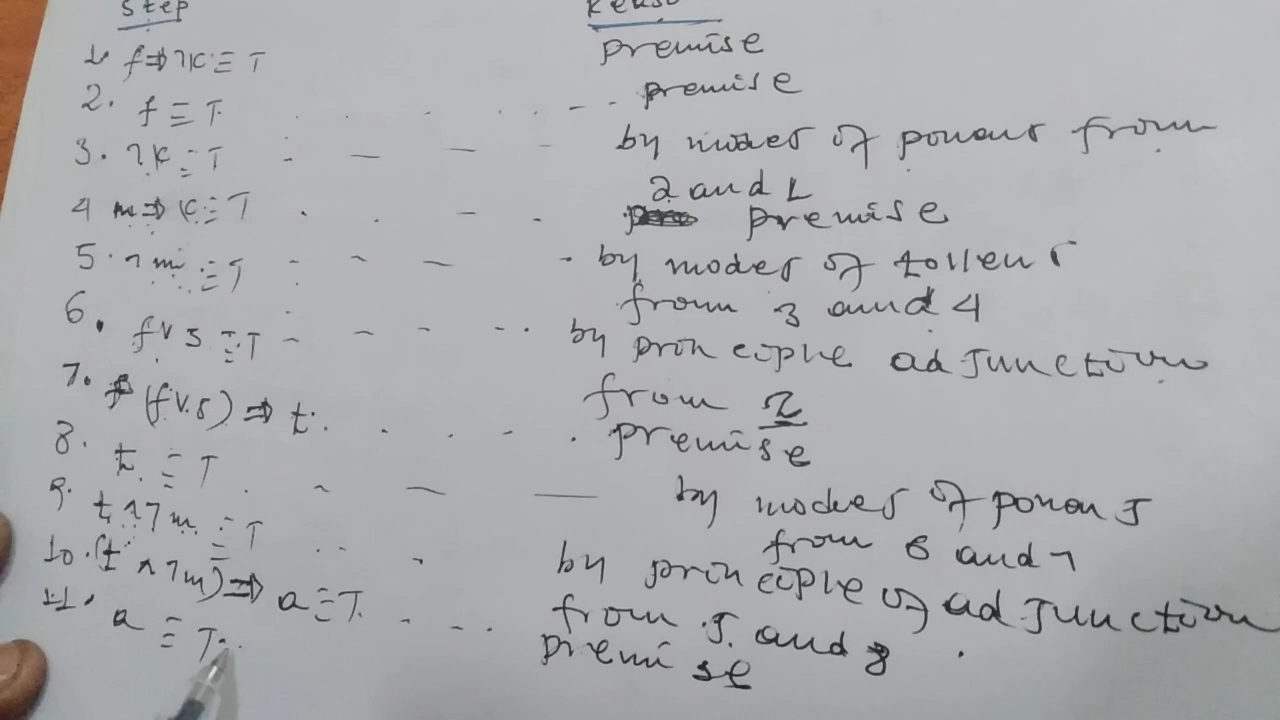 Step Reaso
1. f⇒¬k ≡ T premise
2. f ≡ T. premise
3. ¬k ≡ T by modes of ponous from
2 and 1
4 m⇒k ≡ T premise
5. ¬m ≡ T by modes of tollens
from 3 and 4
6. f∨s ≡ T by principle adjunction
from 2
7. (f∨s) ⇒ t. premise
8. t ≡ T by modes of ponens
from 6 and 7
9. t∧¬m ≡ T by principle of adjunction
from 5 and 8
10. (t∧¬m) ⇒ a ≡ T. premise
11. a ≡ T.